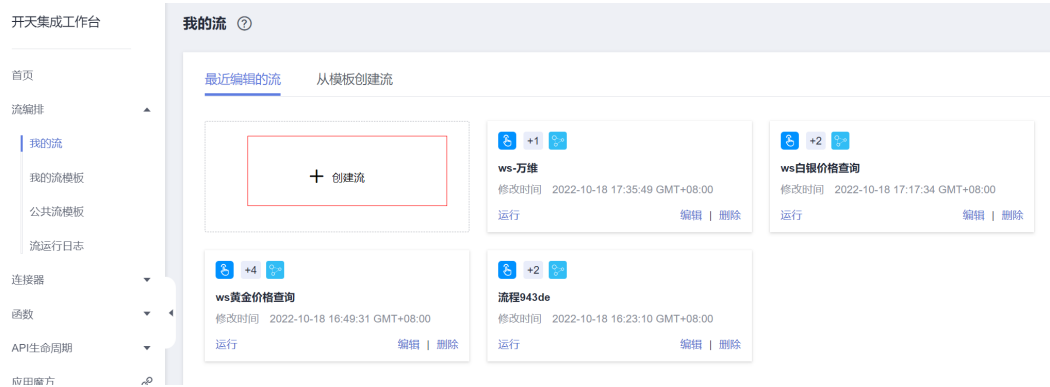 开天集成工作台
首页
流编排
我的流
我的流模板
公共流模板
流运行日志
连接器
函数
API生命周期
应用魔方
我的流
最近编辑的流 从模板创建流
创建流
+1
ws-万维
修改时间 2022-10-18 17:35:49 GMT+08:00
运行 编辑 | 删除
+2
ws白银价格查询
修改时间 2022-10-18 17:17:34 GMT+08:00
运行 编辑 | 删除
+4
ws黄金价格查询
修改时间 2022-10-18 16:49:31 GMT+08:00
运行 编辑 | 删除
+2
流程943de
修改时间 2022-10-18 16:23:10 GMT+08:00
运行 编辑 | 删除